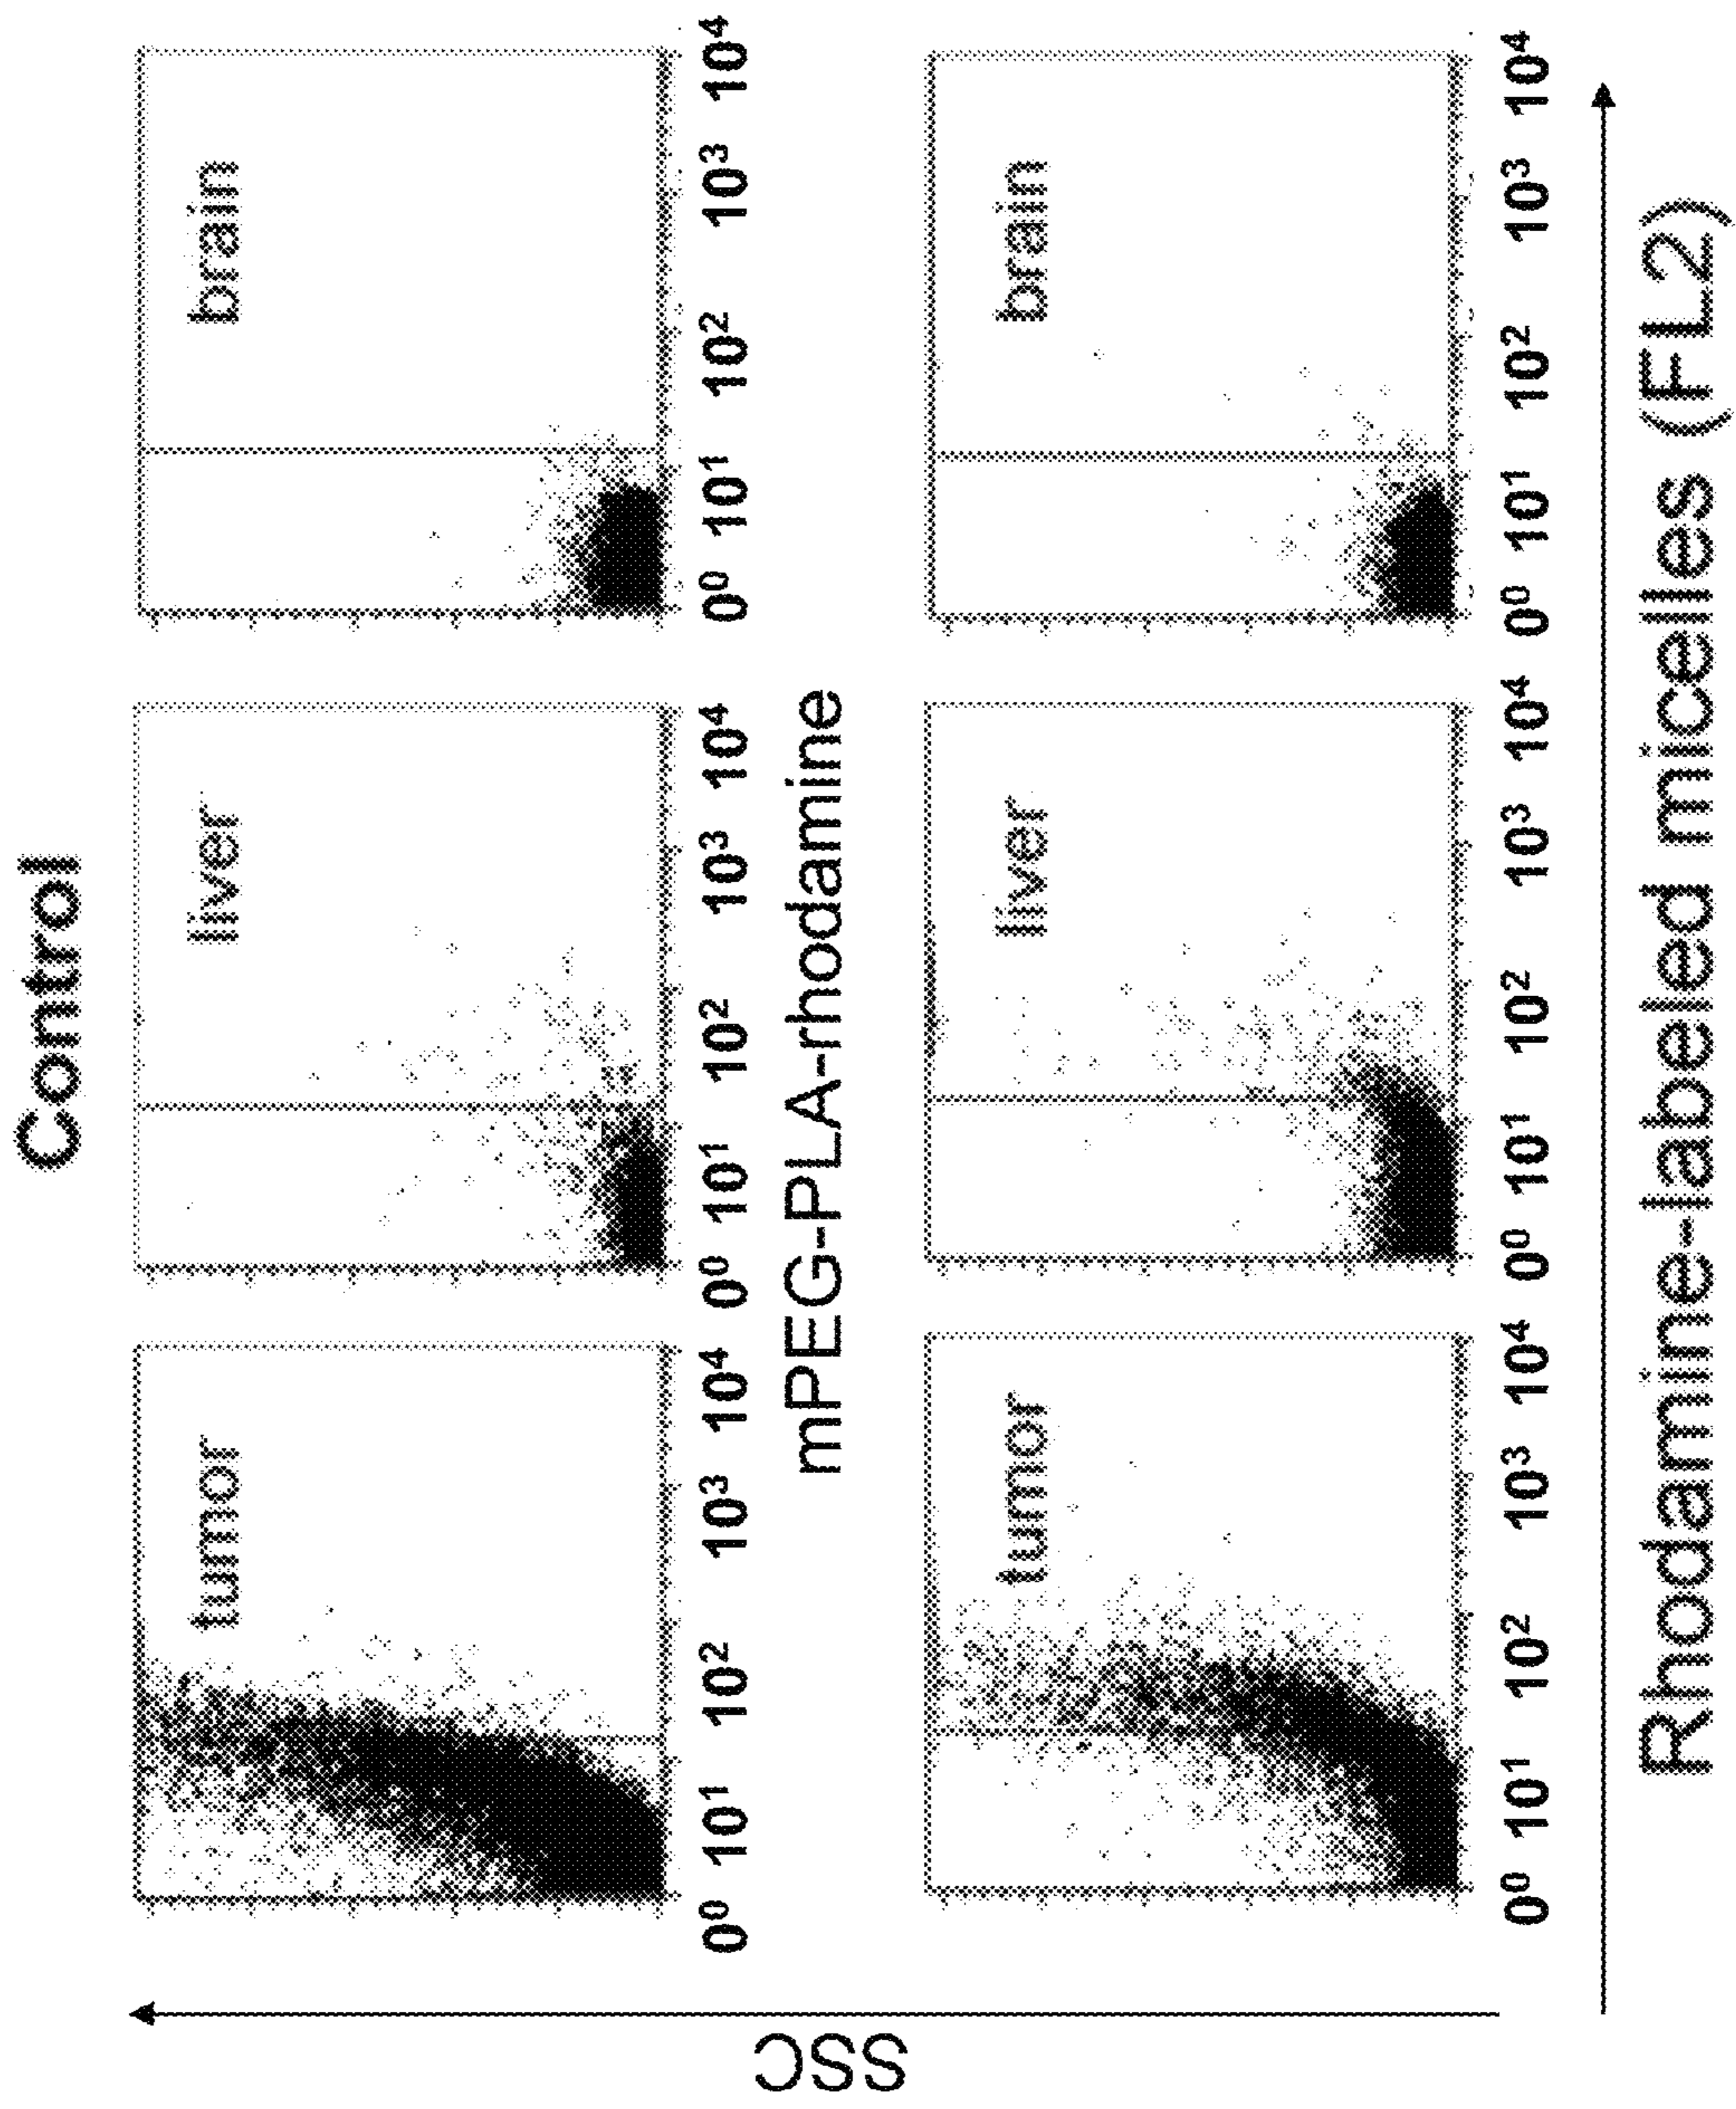 Control
SSC
tumor
liver
brain
0⁰ 10¹ 10² 10³ 10⁴
0⁰ 10¹ 10² 10³ 10⁴
0⁰ 10¹ 10² 10³ 10⁴
mPEG-PLA-rhodamine
tumor
liver
brain
0⁰ 10¹ 10² 10³ 10⁴
0⁰ 10¹ 10² 10³ 10⁴
0⁰ 10¹ 10² 10³ 10⁴
Rhodamine-labeled micelles (FL2)